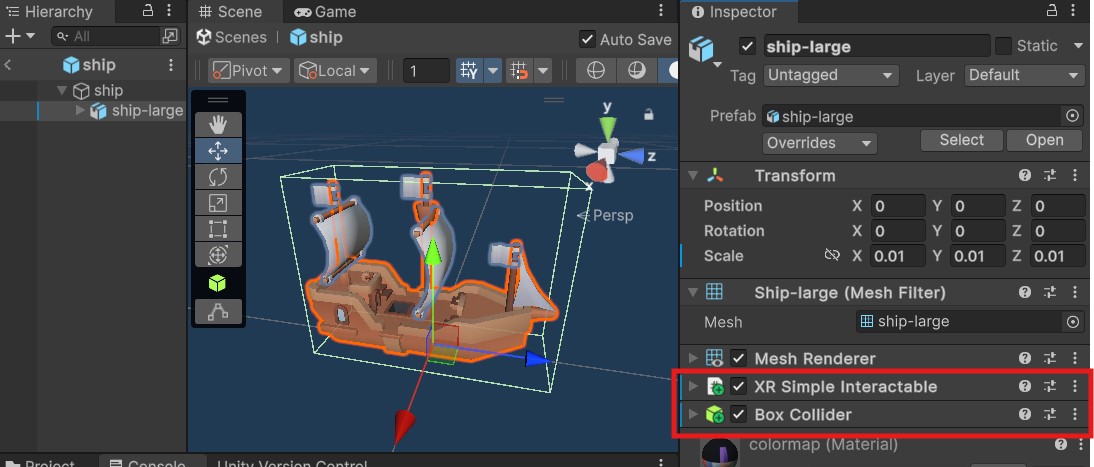 Hierarchy
All
ship
ship
ship-large
Scene
Game
Scenes
ship
Auto Save
Pivot
Local
1
y
z
x
Persp
Inspector
ship-large
Static
Tag
Untagged
Layer
Default
Prefab
ship-large
Overrides
Select
Open
Transform
Position
X
0
Y
0
Z
0
Rotation
X
0
Y
0
Z
0
Scale
X
0.01
Y
0.01
Z
0.01
Ship-large (Mesh Filter)
Mesh
ship-large
Mesh Renderer
XR Simple Interactable
Box Collider
colormap (Material)
Project
Console
Unity Version Control